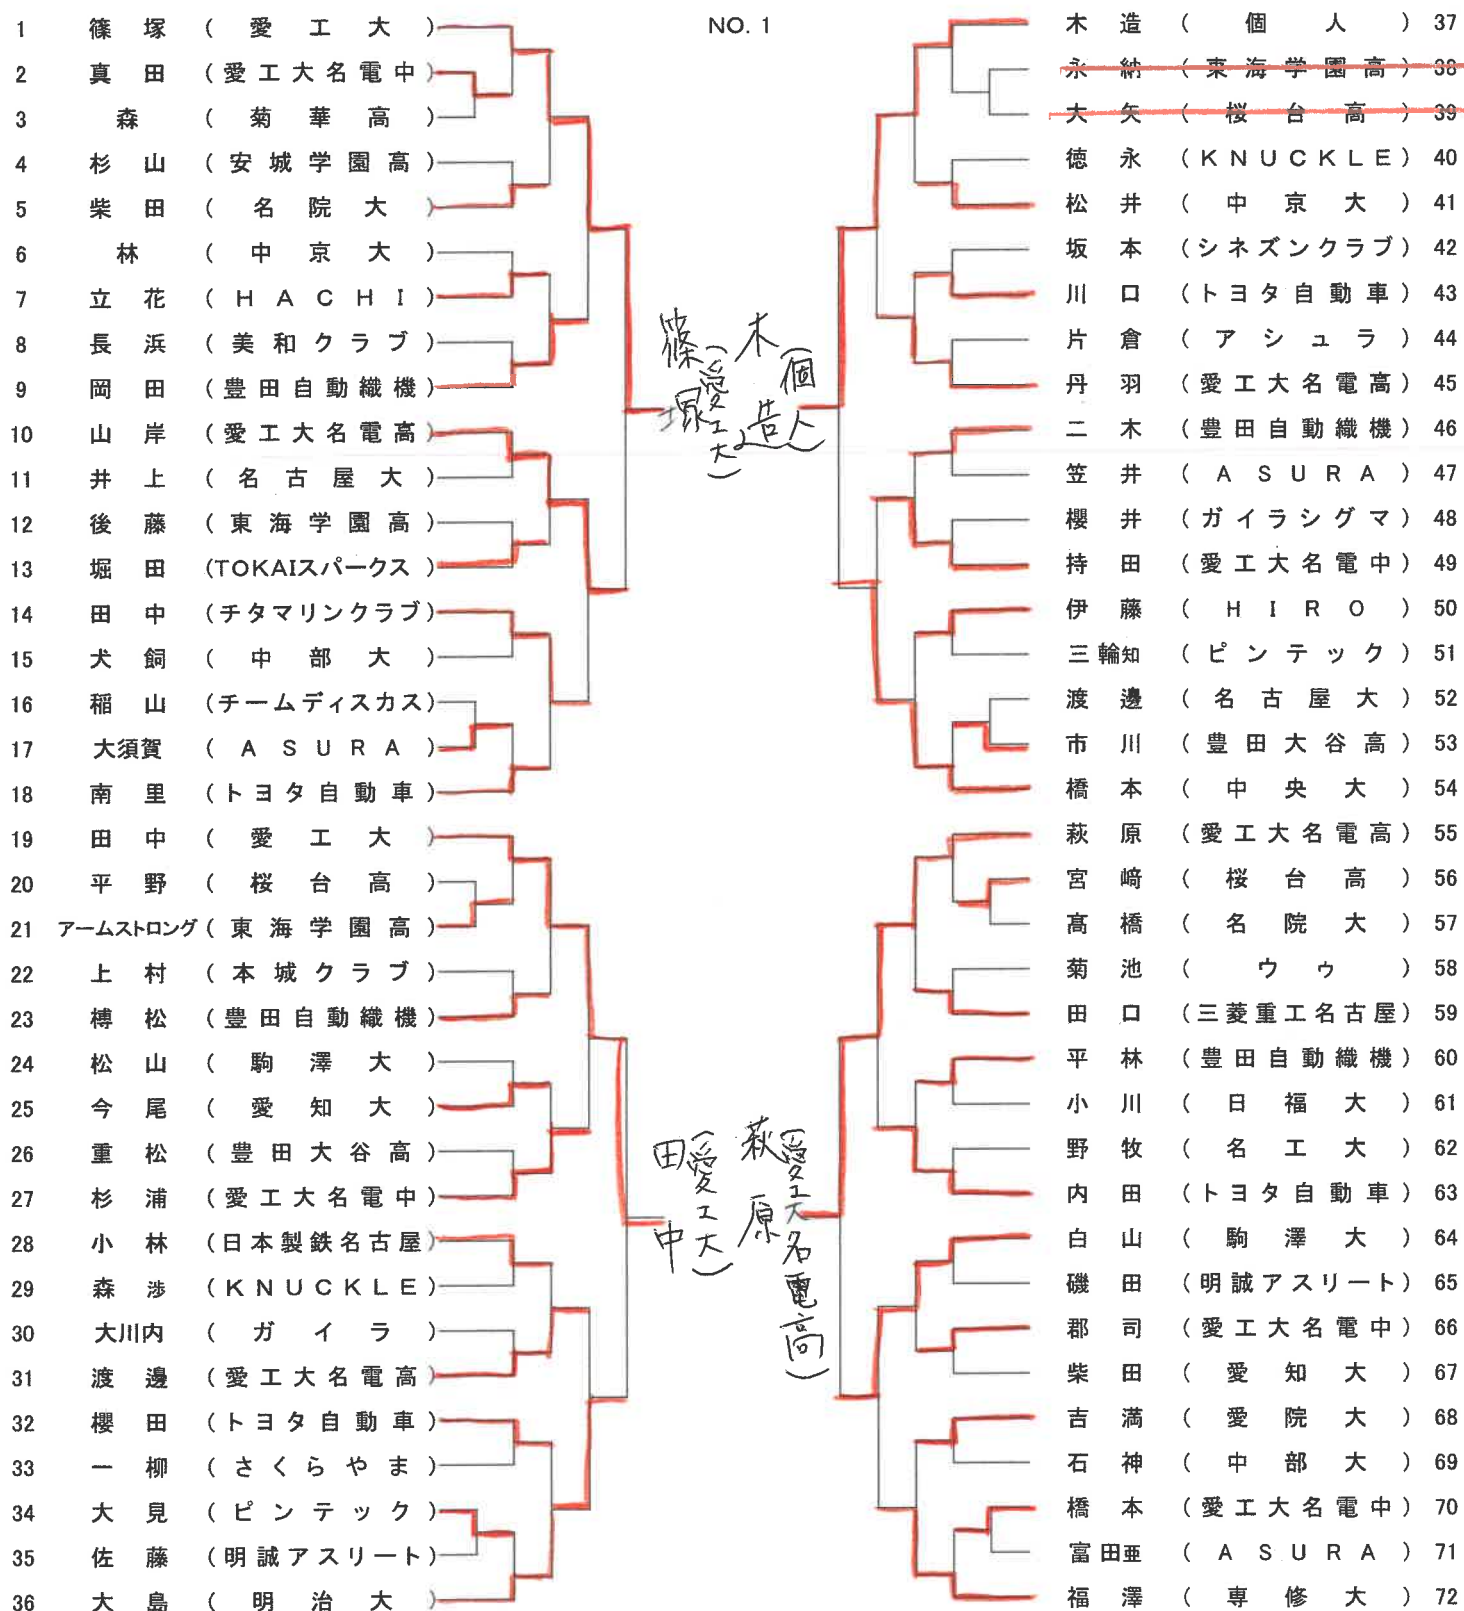 NO. 1
1 篠塚 (愛工大)
2 真田 (愛工大名電中)
3 森 (菊華高)
4 杉山 (安城学園高)
5 柴田 (名院大)
6 林 (中京大)
7 立花 (HACHI)
8 長浜 (美和クラブ)
9 岡田 (豊田自動織機)
10 山岸 (愛工大名電高)
11 井上 (名古屋大)
12 後藤 (東海学園高)
13 堀田 (TOKAIスパークス)
14 田中 (チタマリンクラブ)
15 犬飼 (中部大)
16 稲山 (チームディスカス)
17 大須賀 (ASURA)
18 南里 (トヨタ自動車)
19 田中 (愛工大)
20 平野 (桜台高)
21 アームストロング (東海学園高)
22 上村 (本城クラブ)
23 榑松 (豊田自動織機)
24 松山 (駒澤大)
25 今尾 (愛知大)
26 重松 (豊田大谷高)
27 杉浦 (愛工大名電中)
28 小林 (日本製鉄名古屋)
29 森渉 (KNUCKLE)
30 大川内 (ガイラ)
31 渡邊 (愛工大名電高)
32 櫻田 (トヨタ自動車)
33 一柳 (さくらやま)
34 大見 (ピンテック)
35 佐藤 (明誠アスリート)
36 大島 (明治大)
篠塚 (愛工大)
木造 (個人)
田中 (愛工大)
萩原 (愛工大名電高)
木造 (個人) 37
永納 (東海学園高) 38
大矢 (桜台高) 39
徳永 (KNUCKLE) 40
松井 (中京大) 41
坂本 (シネズンクラブ) 42
川口 (トヨタ自動車) 43
片倉 (アシュラ) 44
丹羽 (愛工大名電高) 45
二木 (豊田自動織機) 46
笠井 (ASURA) 47
櫻井 (ガイラシグマ) 48
持田 (愛工大名電中) 49
伊藤 (HIRO) 50
三輪知 (ピンテック) 51
渡邊 (名古屋大) 52
市川 (豊田大谷高) 53
橋本 (中央大) 54
萩原 (愛工大名電高) 55
宮﨑 (桜台高) 56
髙橋 (名院大) 57
菊池 (ウゥ) 58
田口 (三菱重工名古屋) 59
平林 (豊田自動織機) 60
小川 (日福大) 61
野牧 (名工大) 62
内田 (トヨタ自動車) 63
白山 (駒澤大) 64
磯田 (明誠アスリート) 65
郡司 (愛工大名電中) 66
柴田 (愛知大) 67
吉満 (愛院大) 68
石神 (中部大) 69
橋本 (愛工大名電中) 70
富田亜 (ASURA) 71
福澤 (専修大) 72